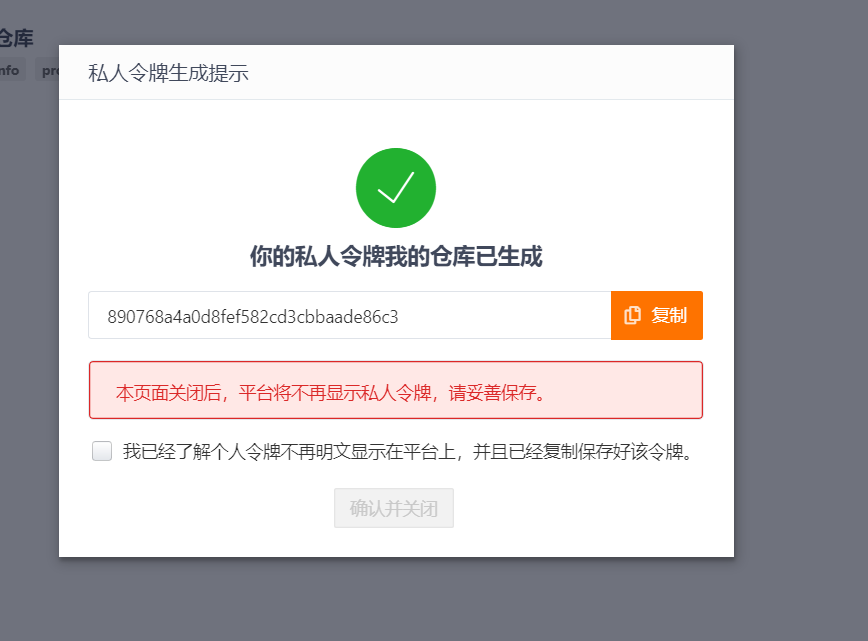 仓库
nfo
私人令牌生成提示
你的私人令牌我的仓库已生成
890768a4a0d8fef582cd3cbbaade86c3
复制
本页面关闭后，平台将不再显示私人令牌，请妥善保存。
我已经了解个人令牌不再明文显示在平台上，并且已经复制保存好该令牌。
确认并关闭